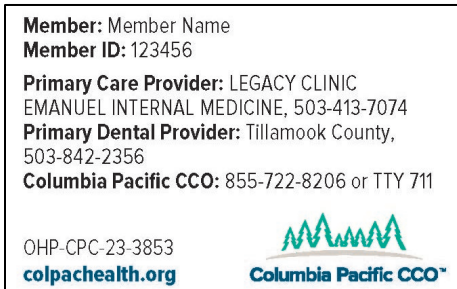 Member: Member Name
Member ID: 123456
Primary Care Provider: LEGACY CLINIC
EMANUEL INTERNAL MEDICINE, 503-413-7074
Primary Dental Provider: Tillamook County,
503-842-2356
Columbia Pacific CCO: 855-722-8206 or TTY 711
OHP-CPC-23-3853
colpachealth.org
Columbia Pacific CCO™